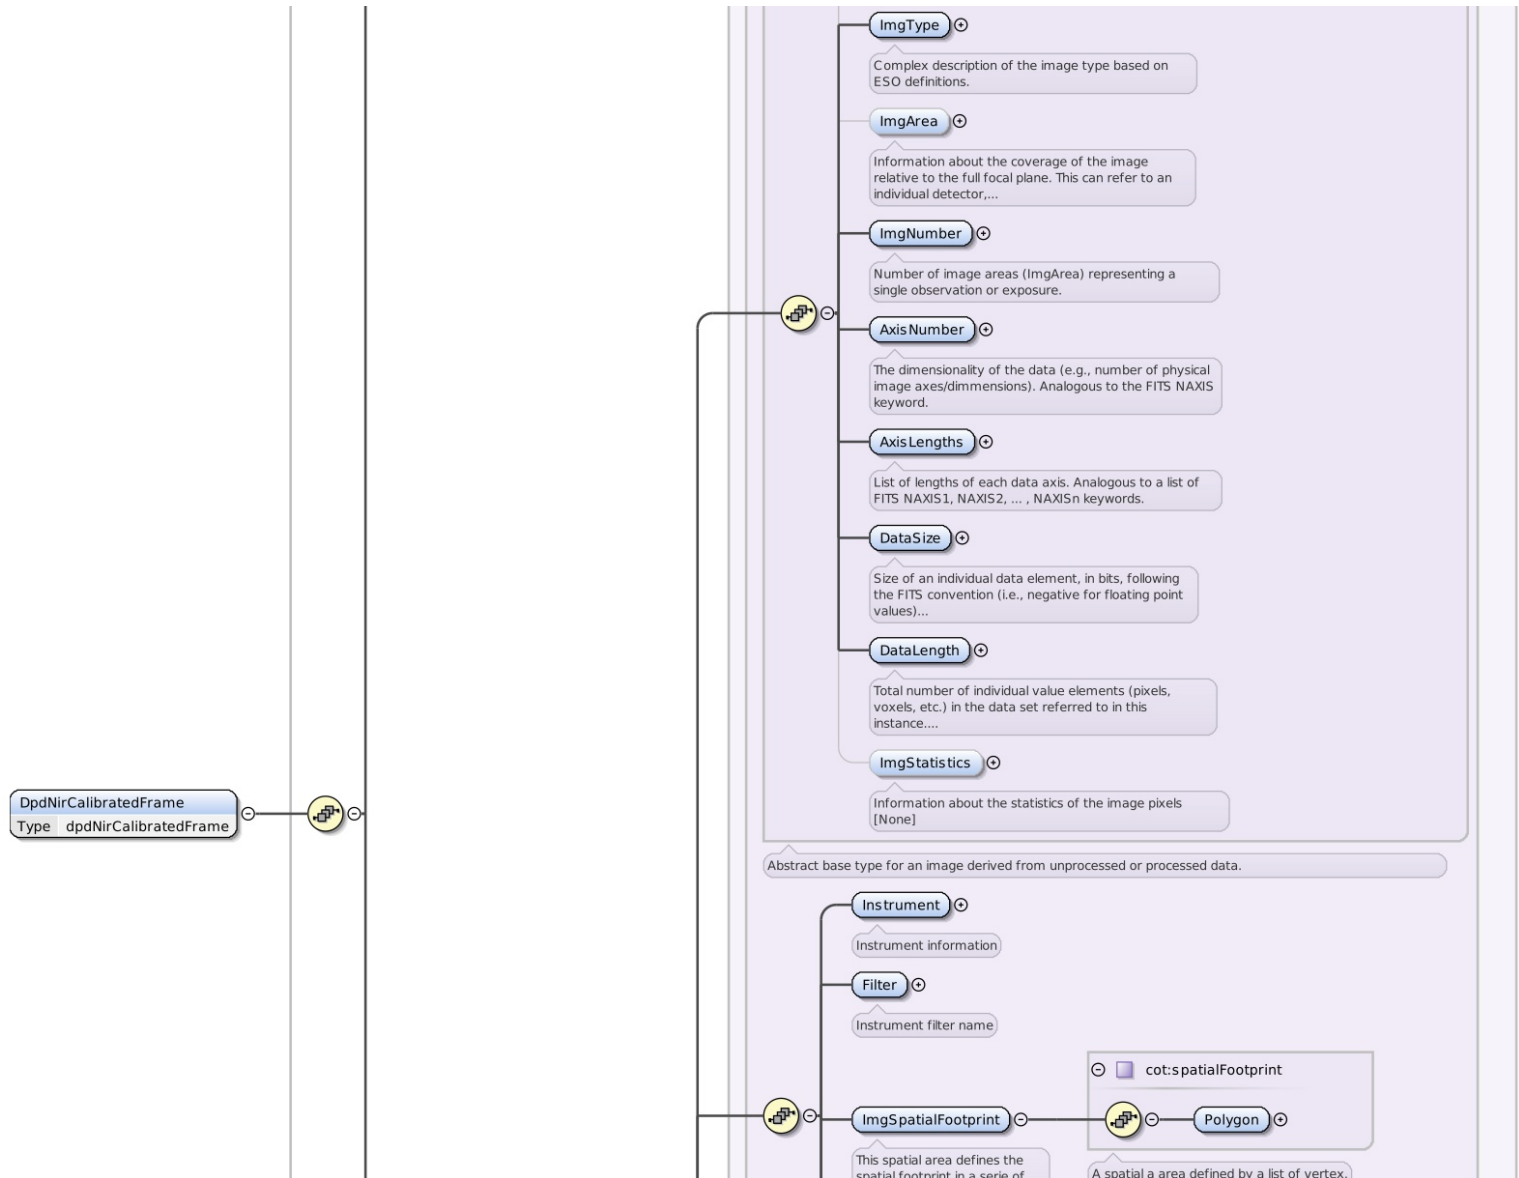 ImgType
Complex description of the image type based on
ESO definitions.
ImgArea
Information about the coverage of the image
relative to the full focal plane. This can refer to an
individual detector,...
ImgNumber
Number of image areas (ImgArea) representing a
single observation or exposure.
AxisNumber
The dimensionality of the data (e.g., number of physical
image axes/dimmensions). Analogous to the FITS NAXIS
keyword.
AxisLengths
List of lengths of each data axis. Analogous to a list of
FITS NAXIS1, NAXIS2, ... , NAXISn keywords.
DataSize
Size of an individual data element, in bits, following
the FITS convention (i.e., negative for floating point
values)...
DataLength
Total number of individual value elements (pixels,
voxels, etc.) in the data set referred to in this
instance....
ImgStatistics
Information about the statistics of the image pixels
[None]
DpdNirCalibratedFrame
Type dpdNirCalibratedFrame
Abstract base type for an image derived from unprocessed or processed data.
Instrument
Instrument information
Filter
Instrument filter name
cot:spatialFootprint
ImgSpatialFootprint
Polygon
This spatial area defines the
spatial footprint in a serie of
A spatial a area defined by a list of vertex.